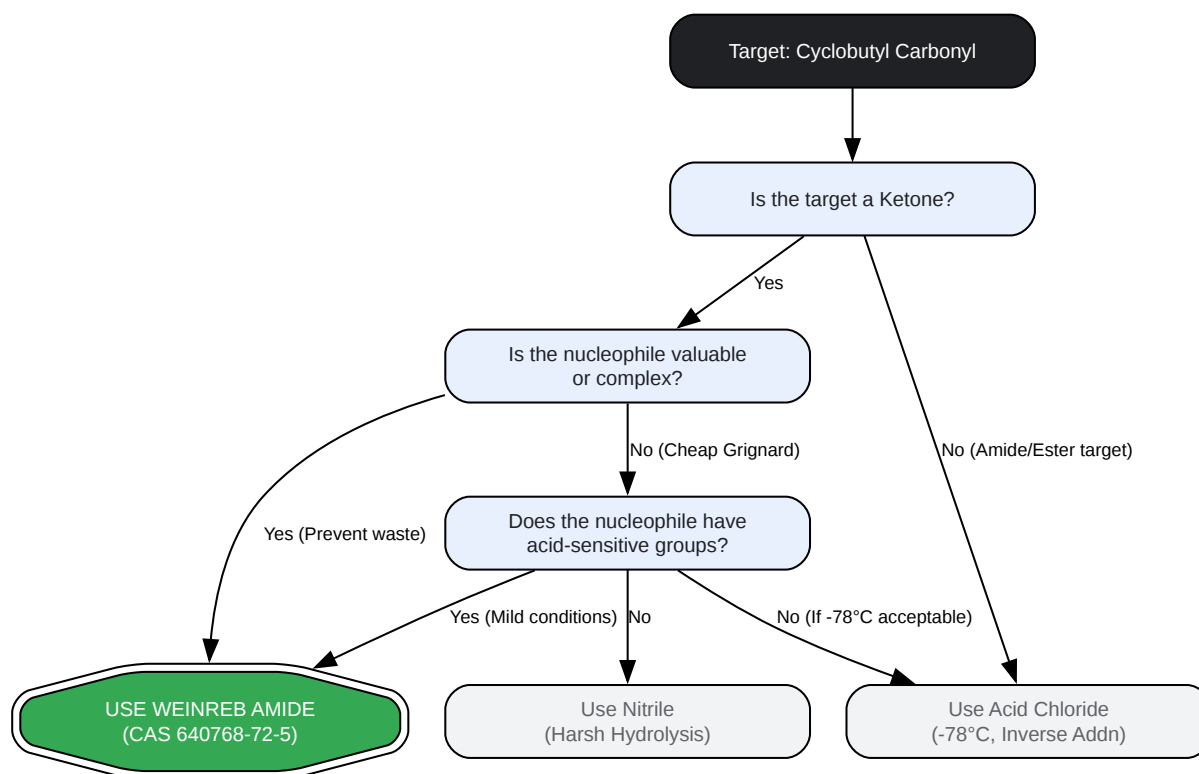 Target: Cyclobutyl Carbonyl
Is the target a Ketone?
Yes
Is the nucleophile valuable
or complex?
No (Cheap Grignard)
No (Amide/Ester target)
Yes (Prevent waste)
Does the nucleophile have
acid-sensitive groups?
Yes (Mild conditions)
No
No (If -78°C acceptable)
USE WEINREB AMIDE
(CAS 640768-72-5)
Use Nitrile
(Harsh Hydrolysis)
Use Acid Chloride
(-78°C, Inverse Addn)